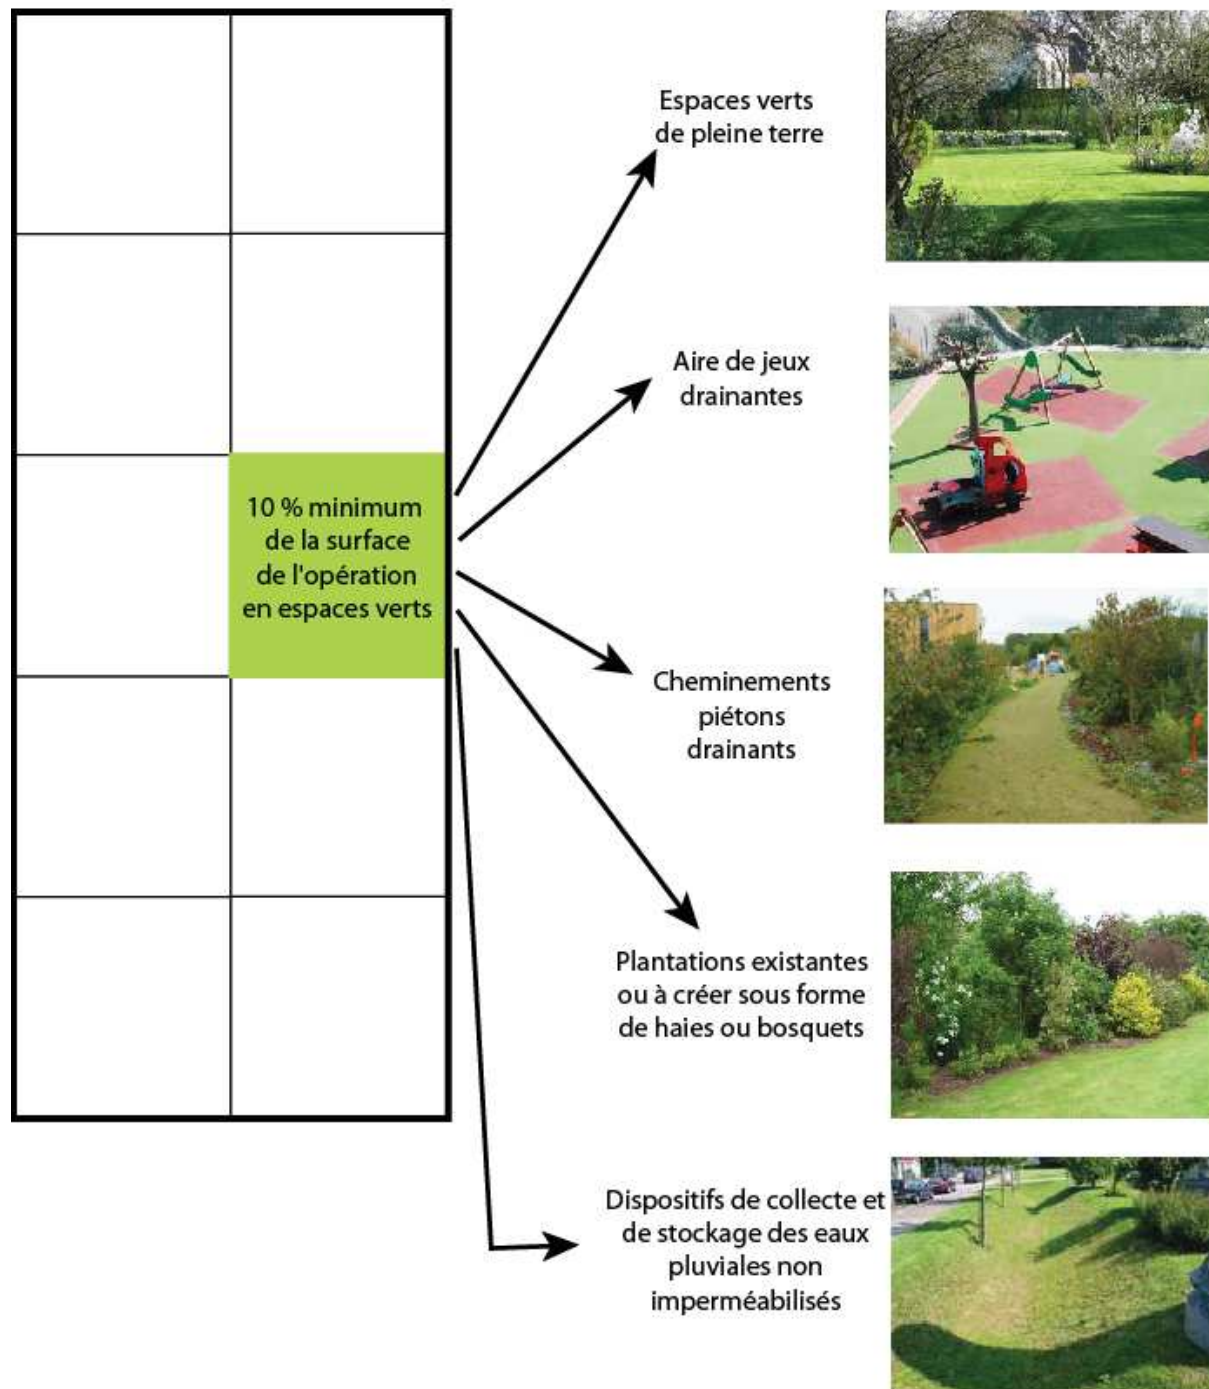 Espaces verts
de pleine terre
Aire de jeux
drainantes
10 % minimum
de la surface
de l'opération
en espaces verts
Cheminements
piétons
drainants
Plantations existantes
ou à créer sous forme
de haies ou bosquets
Dispositifs de collecte et
de stockage des eaux
pluviales non
imperméabilisés